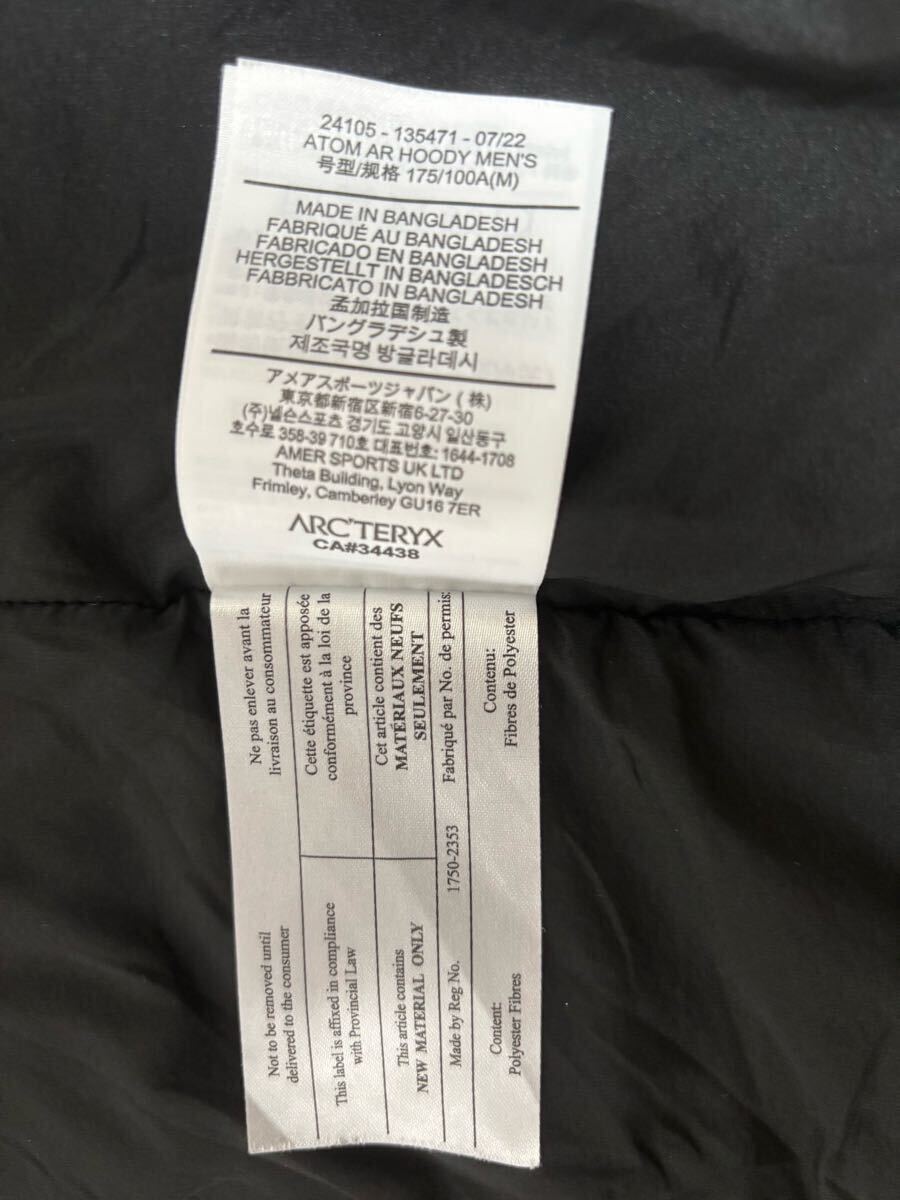 24105 - 135471 - 07/22
ATOM AR HOODY MEN'S
号型/规格 175/100A(M)
MADE IN BANGLADESH
FABRIQUÉ AU BANGLADESH
FABRICADO EN BANGLADESH
HERGESTELLT IN BANGLADESCH
FABBRICATO IN BANGLADESH
孟加拉国制造
バングラデシュ製
제조국명 방글라데시
アメアスポーツジャパン (株)
東京都新宿区新宿6-27-30
(주)넬슨스포츠 경기도 고양시 일산동구
호수로 358-39 710호 대표번호: 1644-1708
AMER SPORTS UK LTD
Theta Building, Lyon Way
Frimley, Camberley GU16 7ER
ARC'TERYX
CA#34438
Ne pas enlever avant la
livraison au consommateur
Cette étiquette est apposée
conformément à la loi de la
province
Cet article contient des
MATÉRIAUX NEUFS
SEULEMENT
Fabriqué par No. de permis:
Contenu:
Fibres de Polyester
1750-2353
Not to be removed until
delivered to the consumer
This label is affixed in compliance
with Provincial Law
This article contains
NEW MATERIAL ONLY
Made by Reg No.
Content:
Polyester Fibres